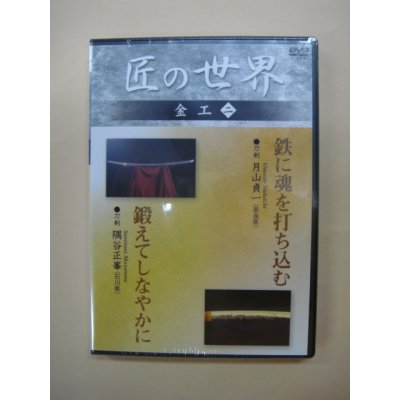 DVD
VIDEO
匠の世界
金工 二
鉄に魂を打ち込む
●刀剣 月山貞一(奈良県)
鍛えてしなやかに
●刀剣 隅谷正峯(石川県)